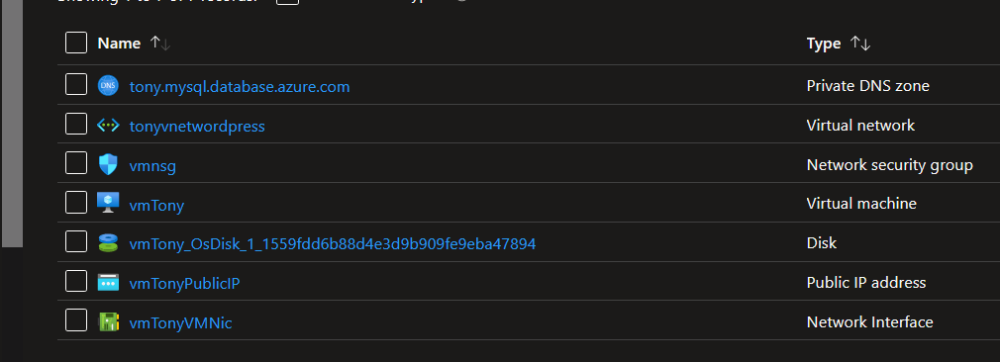 Name ↑↓ Type ↑↓
DNS tony.mysql.database.azure.com Private DNS zone
tonyvnetwordpress Virtual network
vmnsg Network security group
vmTony Virtual machine
vmTony_OsDisk_1_1559fdd6b88d4e3d9b909fe9eba47894 Disk
vmTonyPublicIP Public IP address
vmTonyVMNic Network Interface